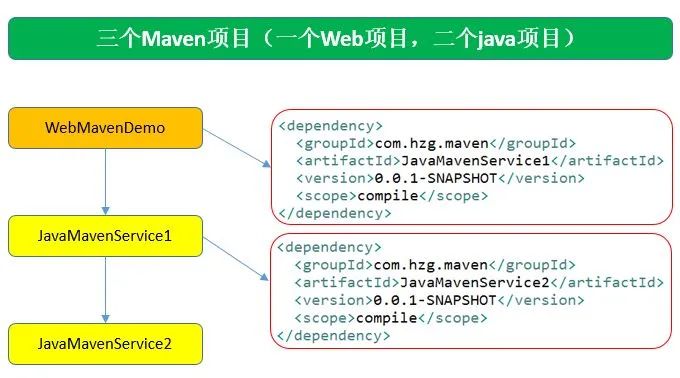 三个Maven项目（一个Web项目，二个java项目）
WebMavenDemo
<dependency>
<groupId>com.hzg.maven</groupId>
<artifactId>JavaMavenService1</artifactId>
<version>0.0.1-SNAPSHOT</version>
<scope>compile</scope>
</dependency>
JavaMavenService1
<dependency>
<groupId>com.hzg.maven</groupId>
<artifactId>JavaMavenService2</artifactId>
<version>0.0.1-SNAPSHOT</version>
<scope>compile</scope>
</dependency>
JavaMavenService2